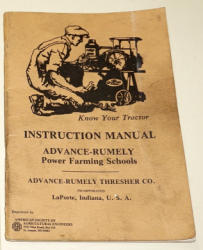 Know Your Tractor
INSTRUCTION MANUAL
ADVANCE-RUMELY
Power Farming Schools
ADVANCE-RUMELY THRESHER CO.
INCORPORATED
LaPorte, Indiana, U. S. A.
Reprinted by
AMERICAN SOCIETY OF
AGRICULTURAL ENGINEERS